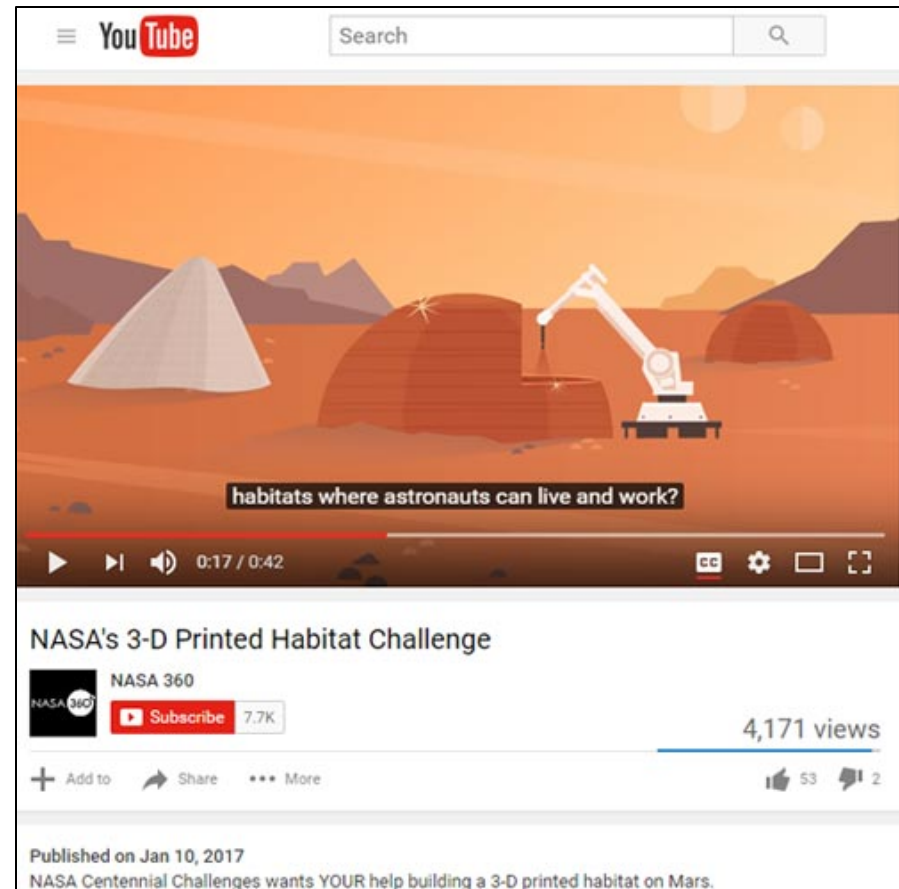 YouTube
Search
habitats where astronauts can live and work?
0:17 / 0:42
CC
NASA's 3-D Printed Habitat Challenge
NASA 360
NASA 360
Subscribe 7.7K
4,171 views
Add to Share More
53 2
Published on Jan 10, 2017
NASA Centennial Challenges wants YOUR help building a 3-D printed habitat on Mars.